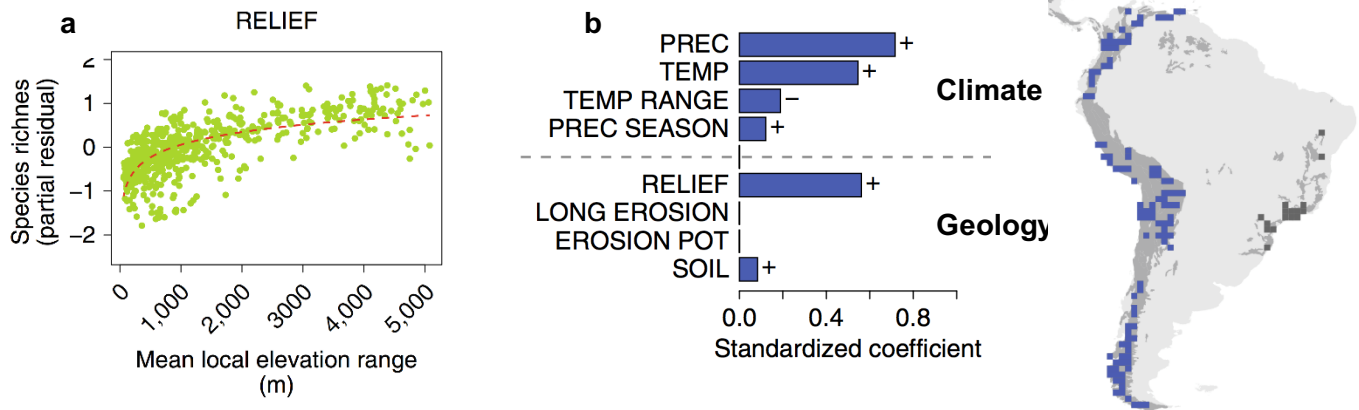 a
RELIEF
Species richnes
(partial residual)
2
1
0
−1
−2
0
1,000
2,000
3000
4,000
5,000
Mean local elevation range
(m)
b
PREC +
TEMP +
TEMP RANGE −
PREC SEASON +
Climate
RELIEF +
LONG EROSION
EROSION POT
SOIL +
Geology
0.0 0.4 0.8
Standardized coefficient